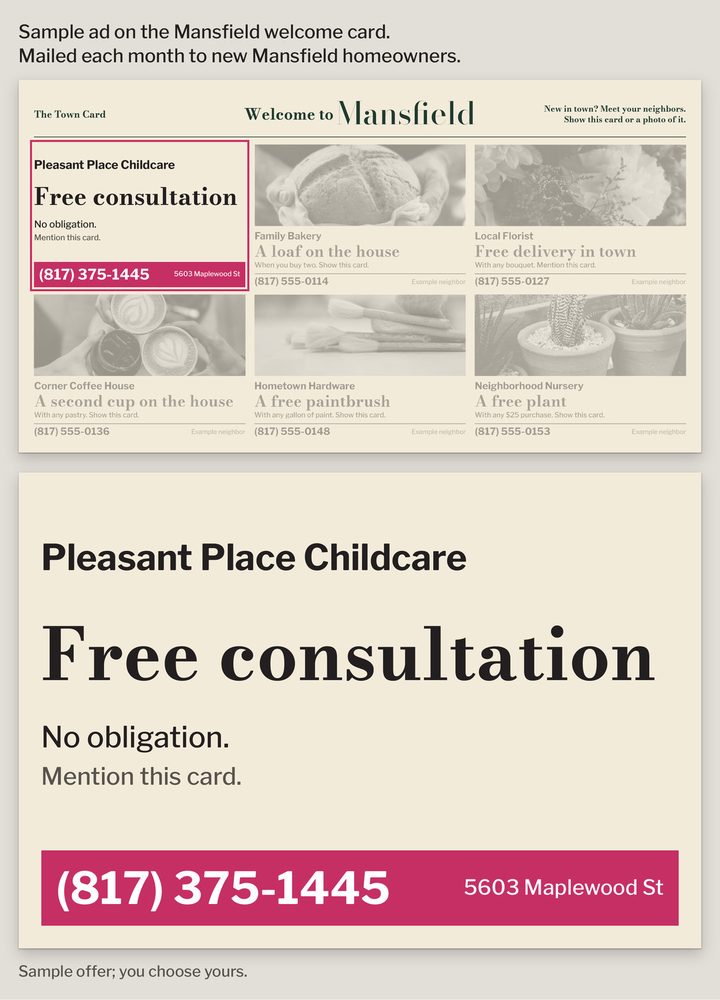 Sample ad on the Mansfield welcome card.
Mailed each month to new Mansfield homeowners.
The Town Card
Welcome to Mansfield
New in town? Meet your neighbors.
Show this card or a photo of it.
Pleasant Place Childcare
Free consultation
No obligation.
Mention this card.
(817) 375-1445 5603 Maplewood St
Family Bakery
A loaf on the house
When you buy two. Show this card.
(817) 555-0114 Example neighbor
Local Florist
Free delivery in town
With any bouquet. Mention this card.
(817) 555-0127 Example neighbor
Corner Coffee House
A second cup on the house
With any pastry. Show this card.
(817) 555-0136 Example neighbor
Hometown Hardware
A free paintbrush
With any gallon of paint. Show this card.
(817) 555-0148 Example neighbor
Neighborhood Nursery
A free plant
With any $25 purchase. Show this card.
(817) 555-0153 Example neighbor
Pleasant Place Childcare
Free consultation
No obligation.
Mention this card.
(817) 375-1445 5603 Maplewood St
Sample offer; you choose yours.